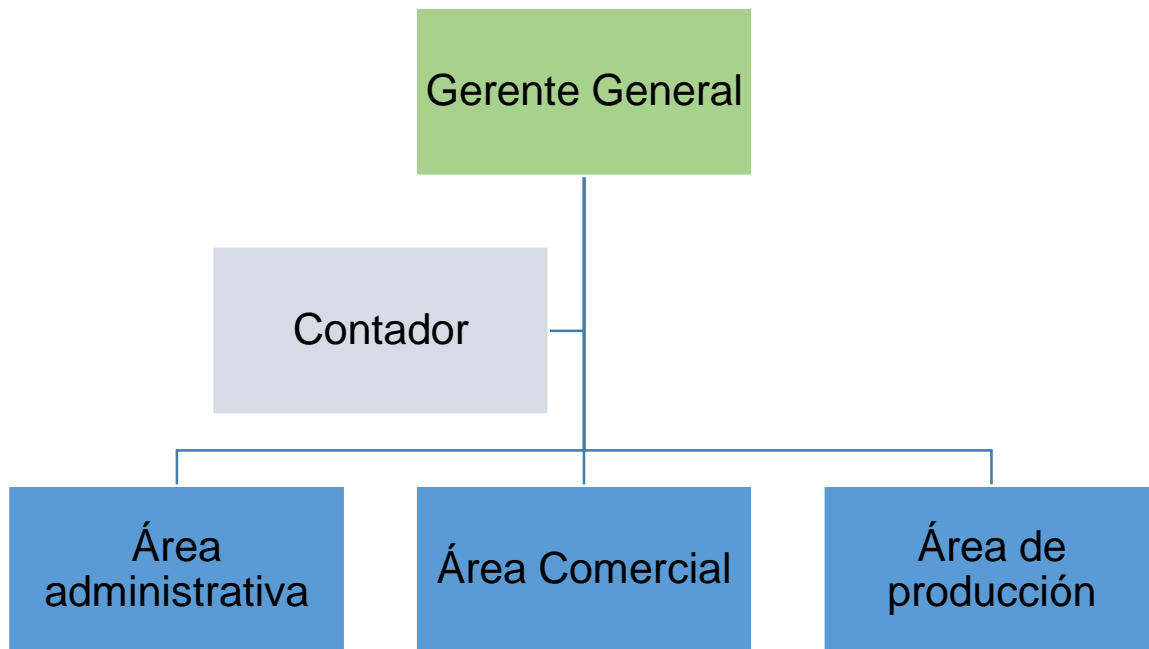 Gerente General
Contador
Área
administrativa
Área Comercial
Área de
producción